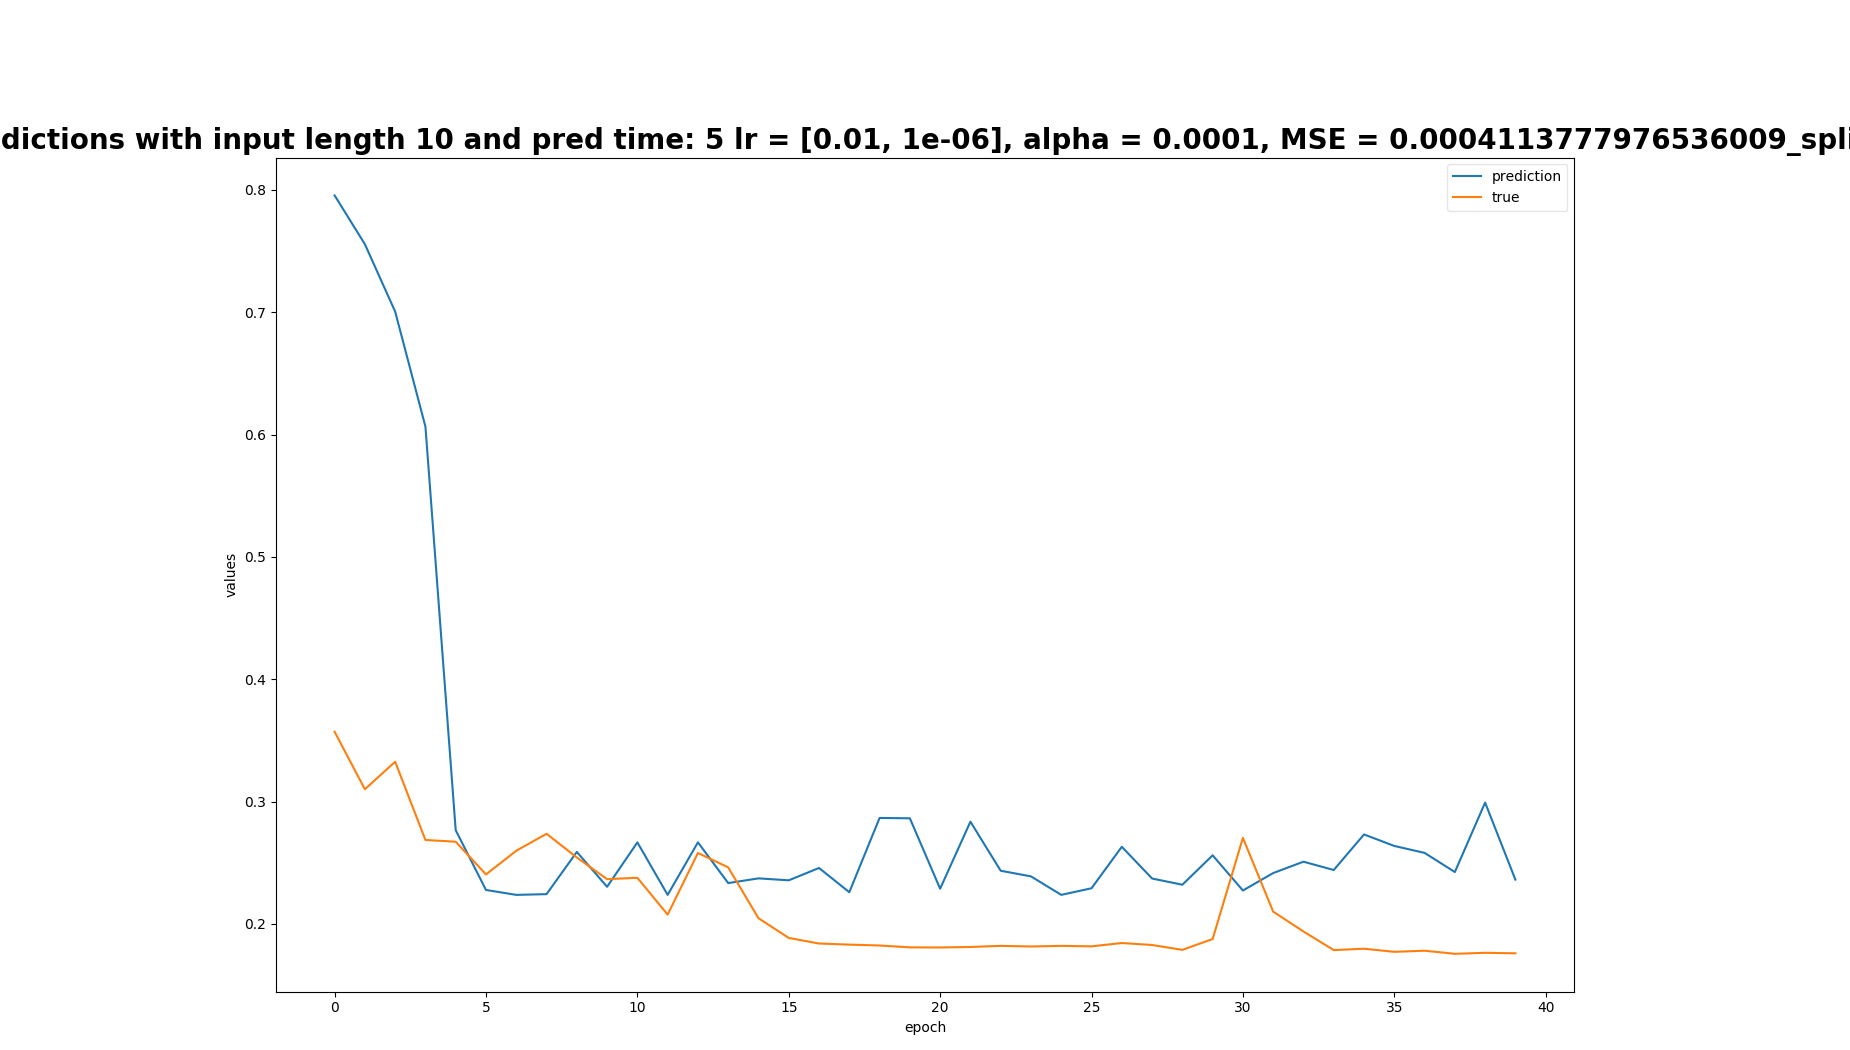 dictions with input length 10 and pred time: 5 lr = [0.01, 1e-06], alpha = 0.0001, MSE = 0.0004113777976536009_spli
prediction
true
0.8
0.7
0.6
0.5
0.4
0.3
0.2
values
0 5 10 15 20 25 30 35 40
epoch